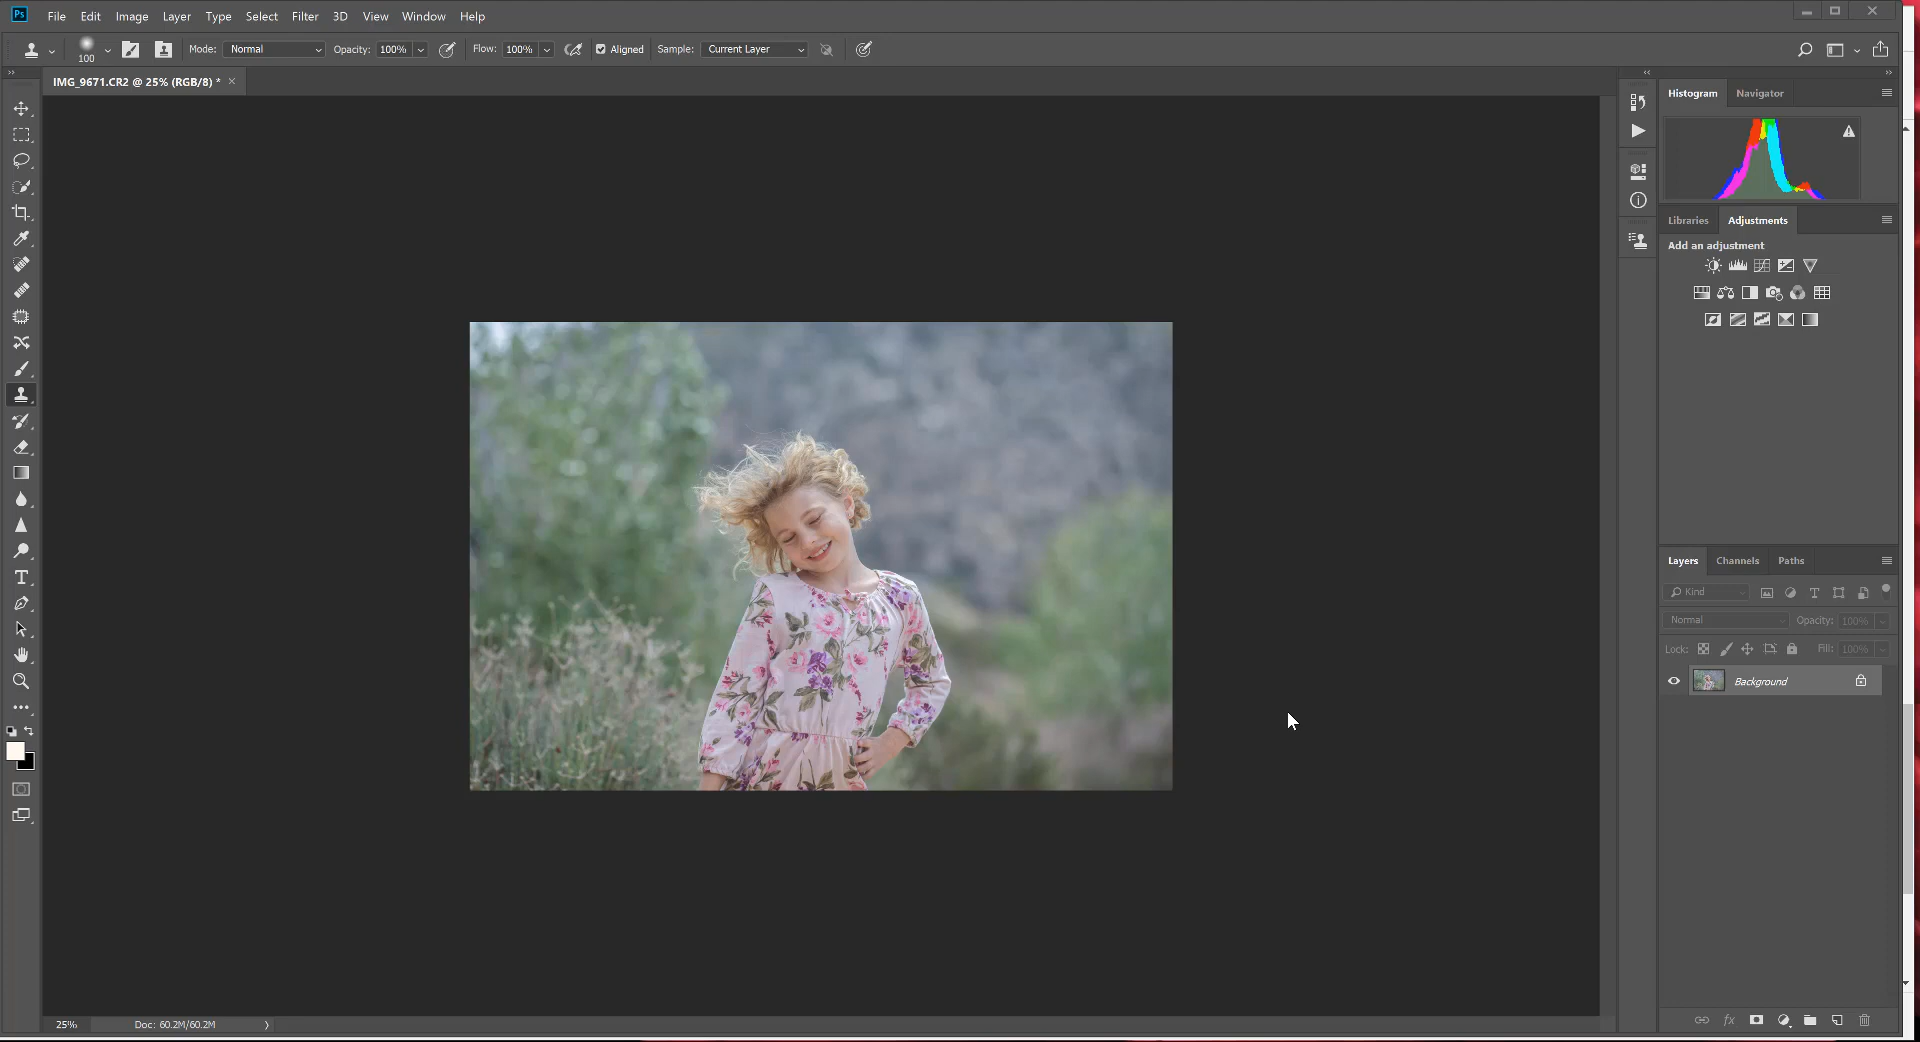 Ps File Edit Image Layer Type Select Filter 3D View Window Help
100 Mode: Normal Opacity: 100% Flow: 100% Aligned Sample: Current Layer
IMG_9671.CR2 @ 25% (RGB/8) * ×
Histogram Navigator
Libraries Adjustments
Add an adjustment
Layers Channels Paths
Kind
Normal Opacity: 100%
Lock: Fill: 100%
Background
fx
25% Doc: 60.2M/60.2M